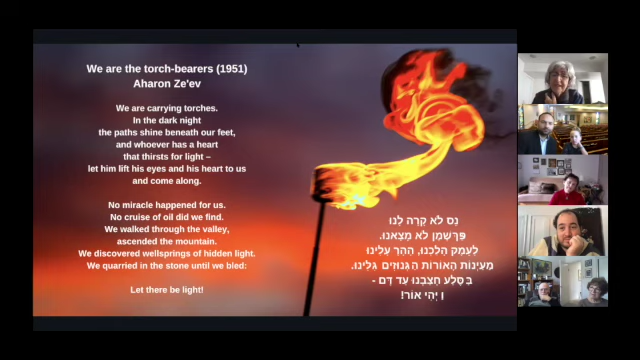 We are the torch-bearers (1951)
Aharon Ze'ev
We are carrying torches.
In the dark night
the paths shine beneath our feet,
and whoever has a heart
that thirsts for light –
let him lift his eyes and his heart to us
and come along.
No miracle happened for us.
No cruise of oil did we find.
We walked through the valley,
ascended the mountain.
We discovered wellsprings of hidden light.
We quarried in the stone until we bled:
Let there be light!
נֵס לֹא קָרָה לָנוּ
פַּךְ שֶׁמֶן לֹא מָצָאנוּ.
לָעֵמֶק הָלַכְנוּ, הָהָר עָלִינוּ
מַעַיְנוֹת הָאוֹרוֹת הַגְּנוּזִים גִּלִּינוּ.
בַּסֶּלַע חָצַבְנוּ עַד דָּם -
וַיְהִי אוֹר!